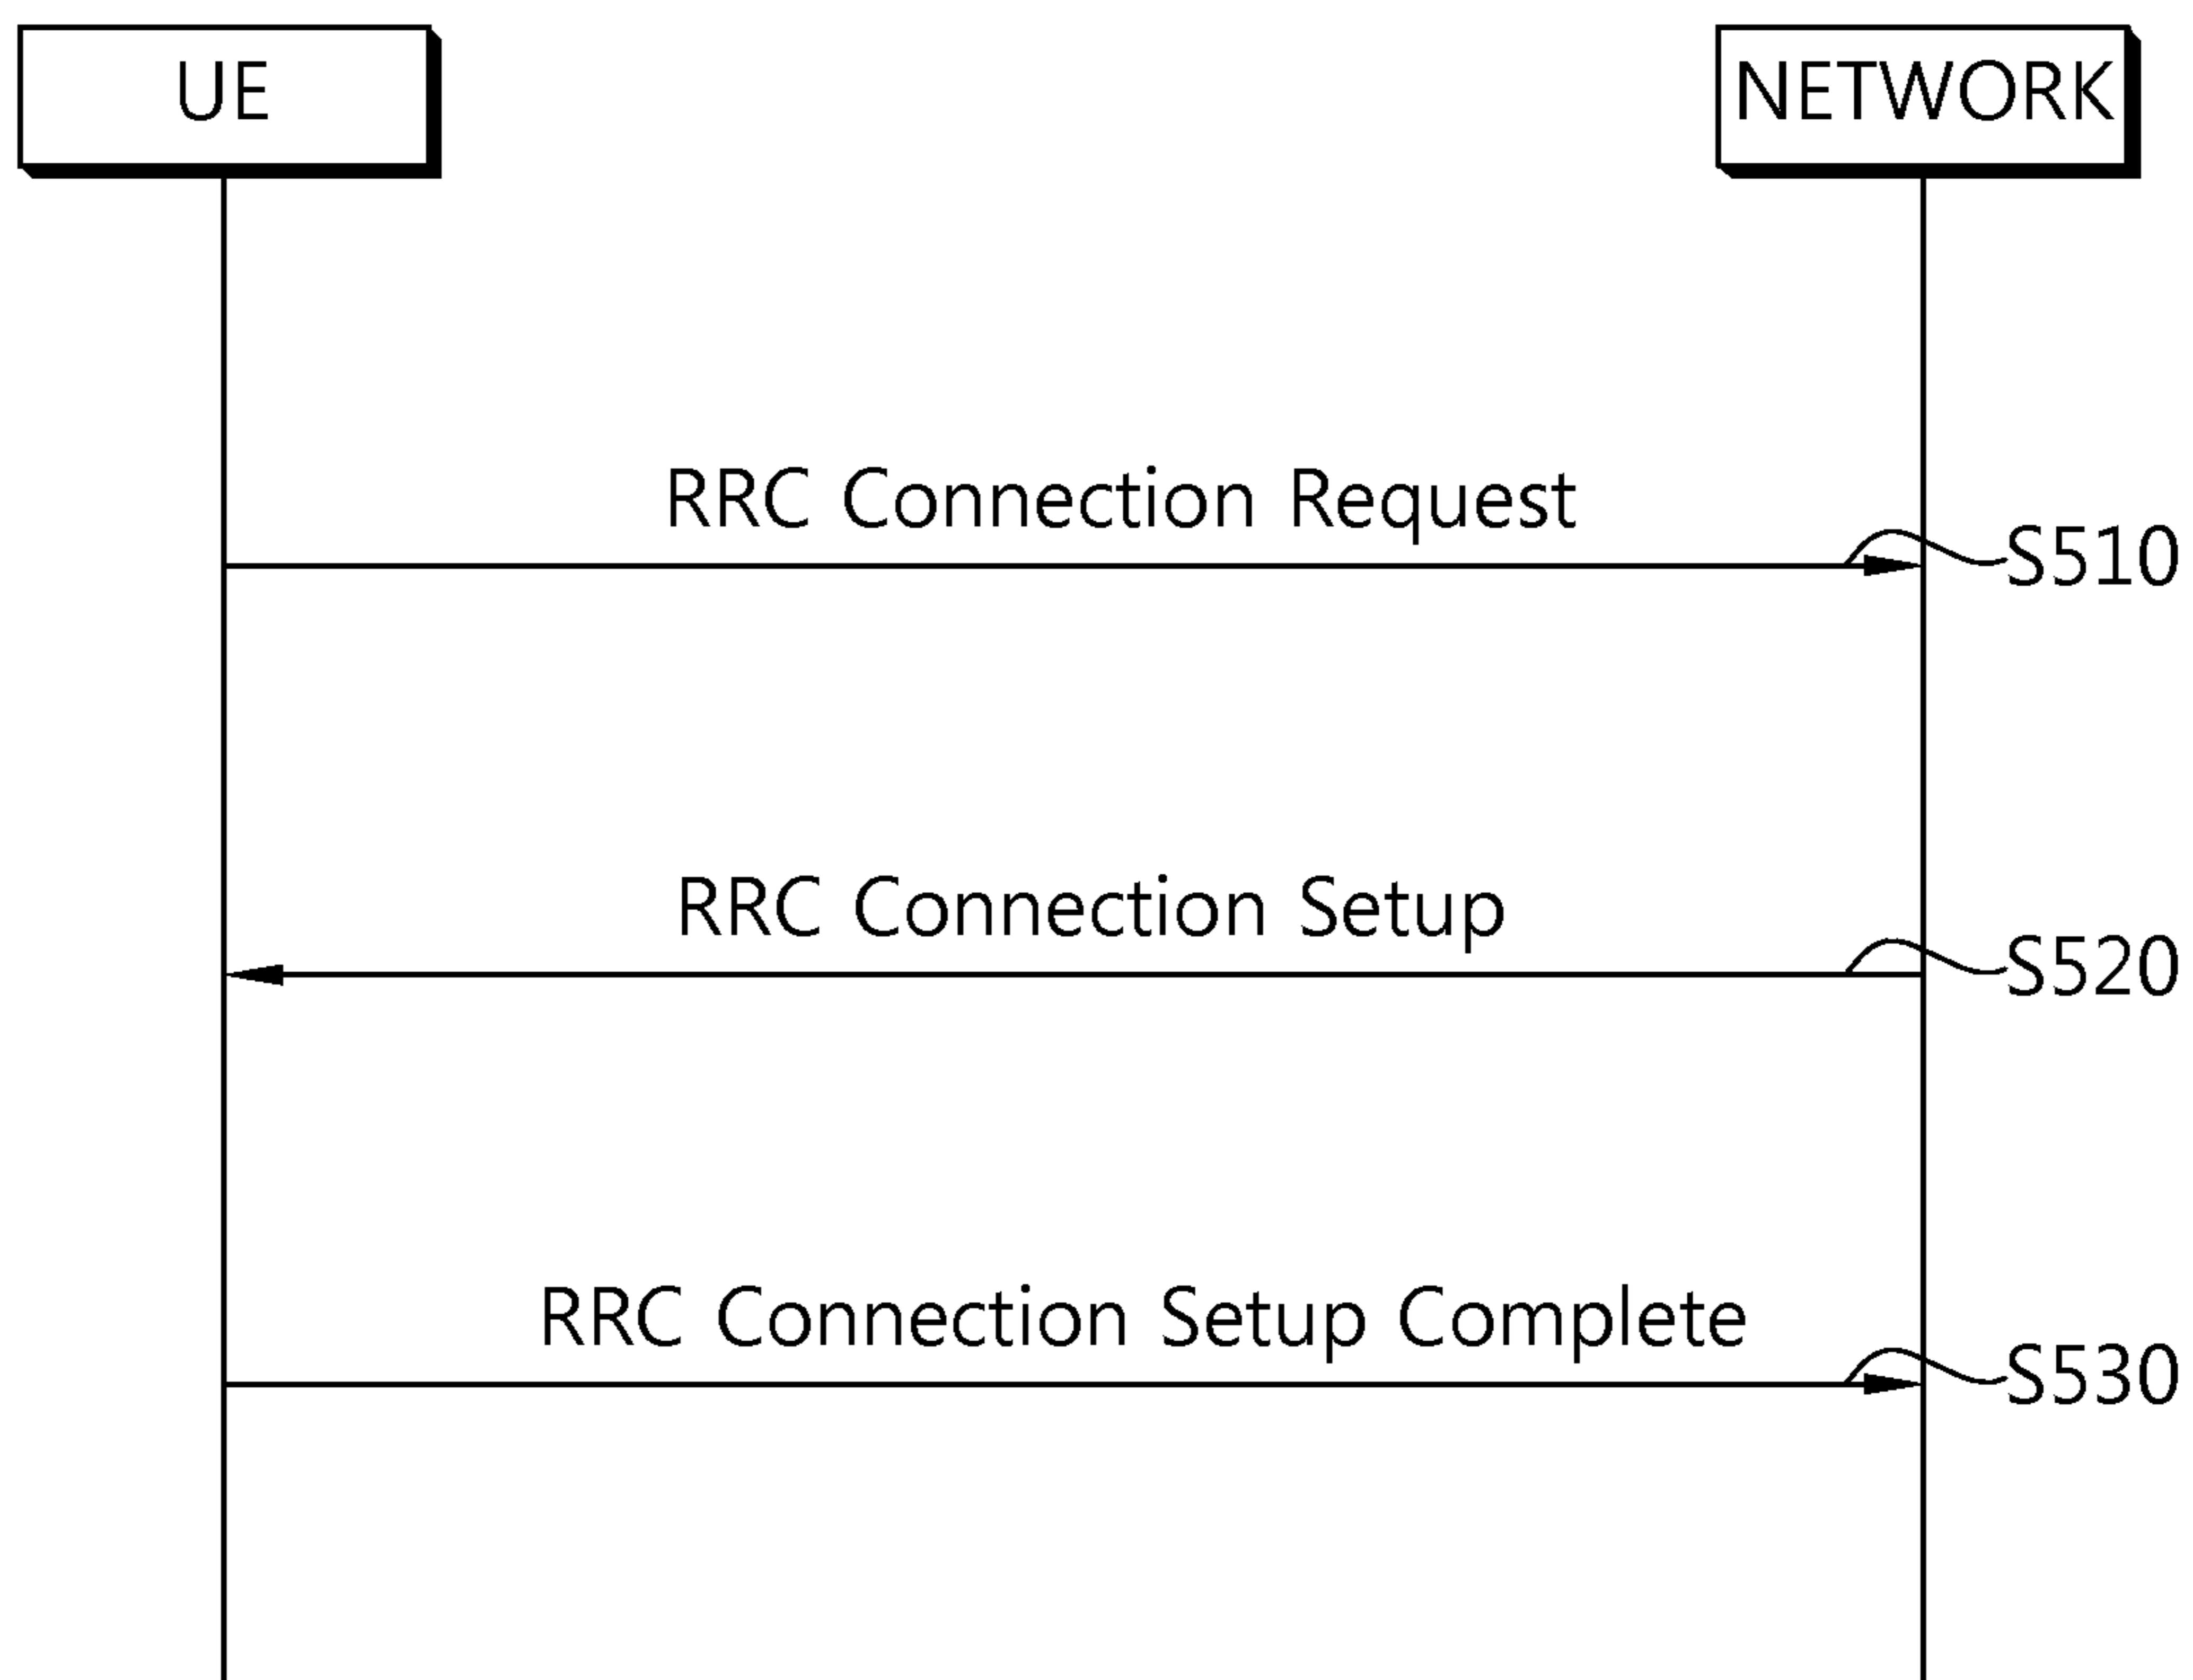 UE
NETWORK
RRC Connection Request
S510
RRC Connection Setup
S520
RRC Connection Setup Complete
S530